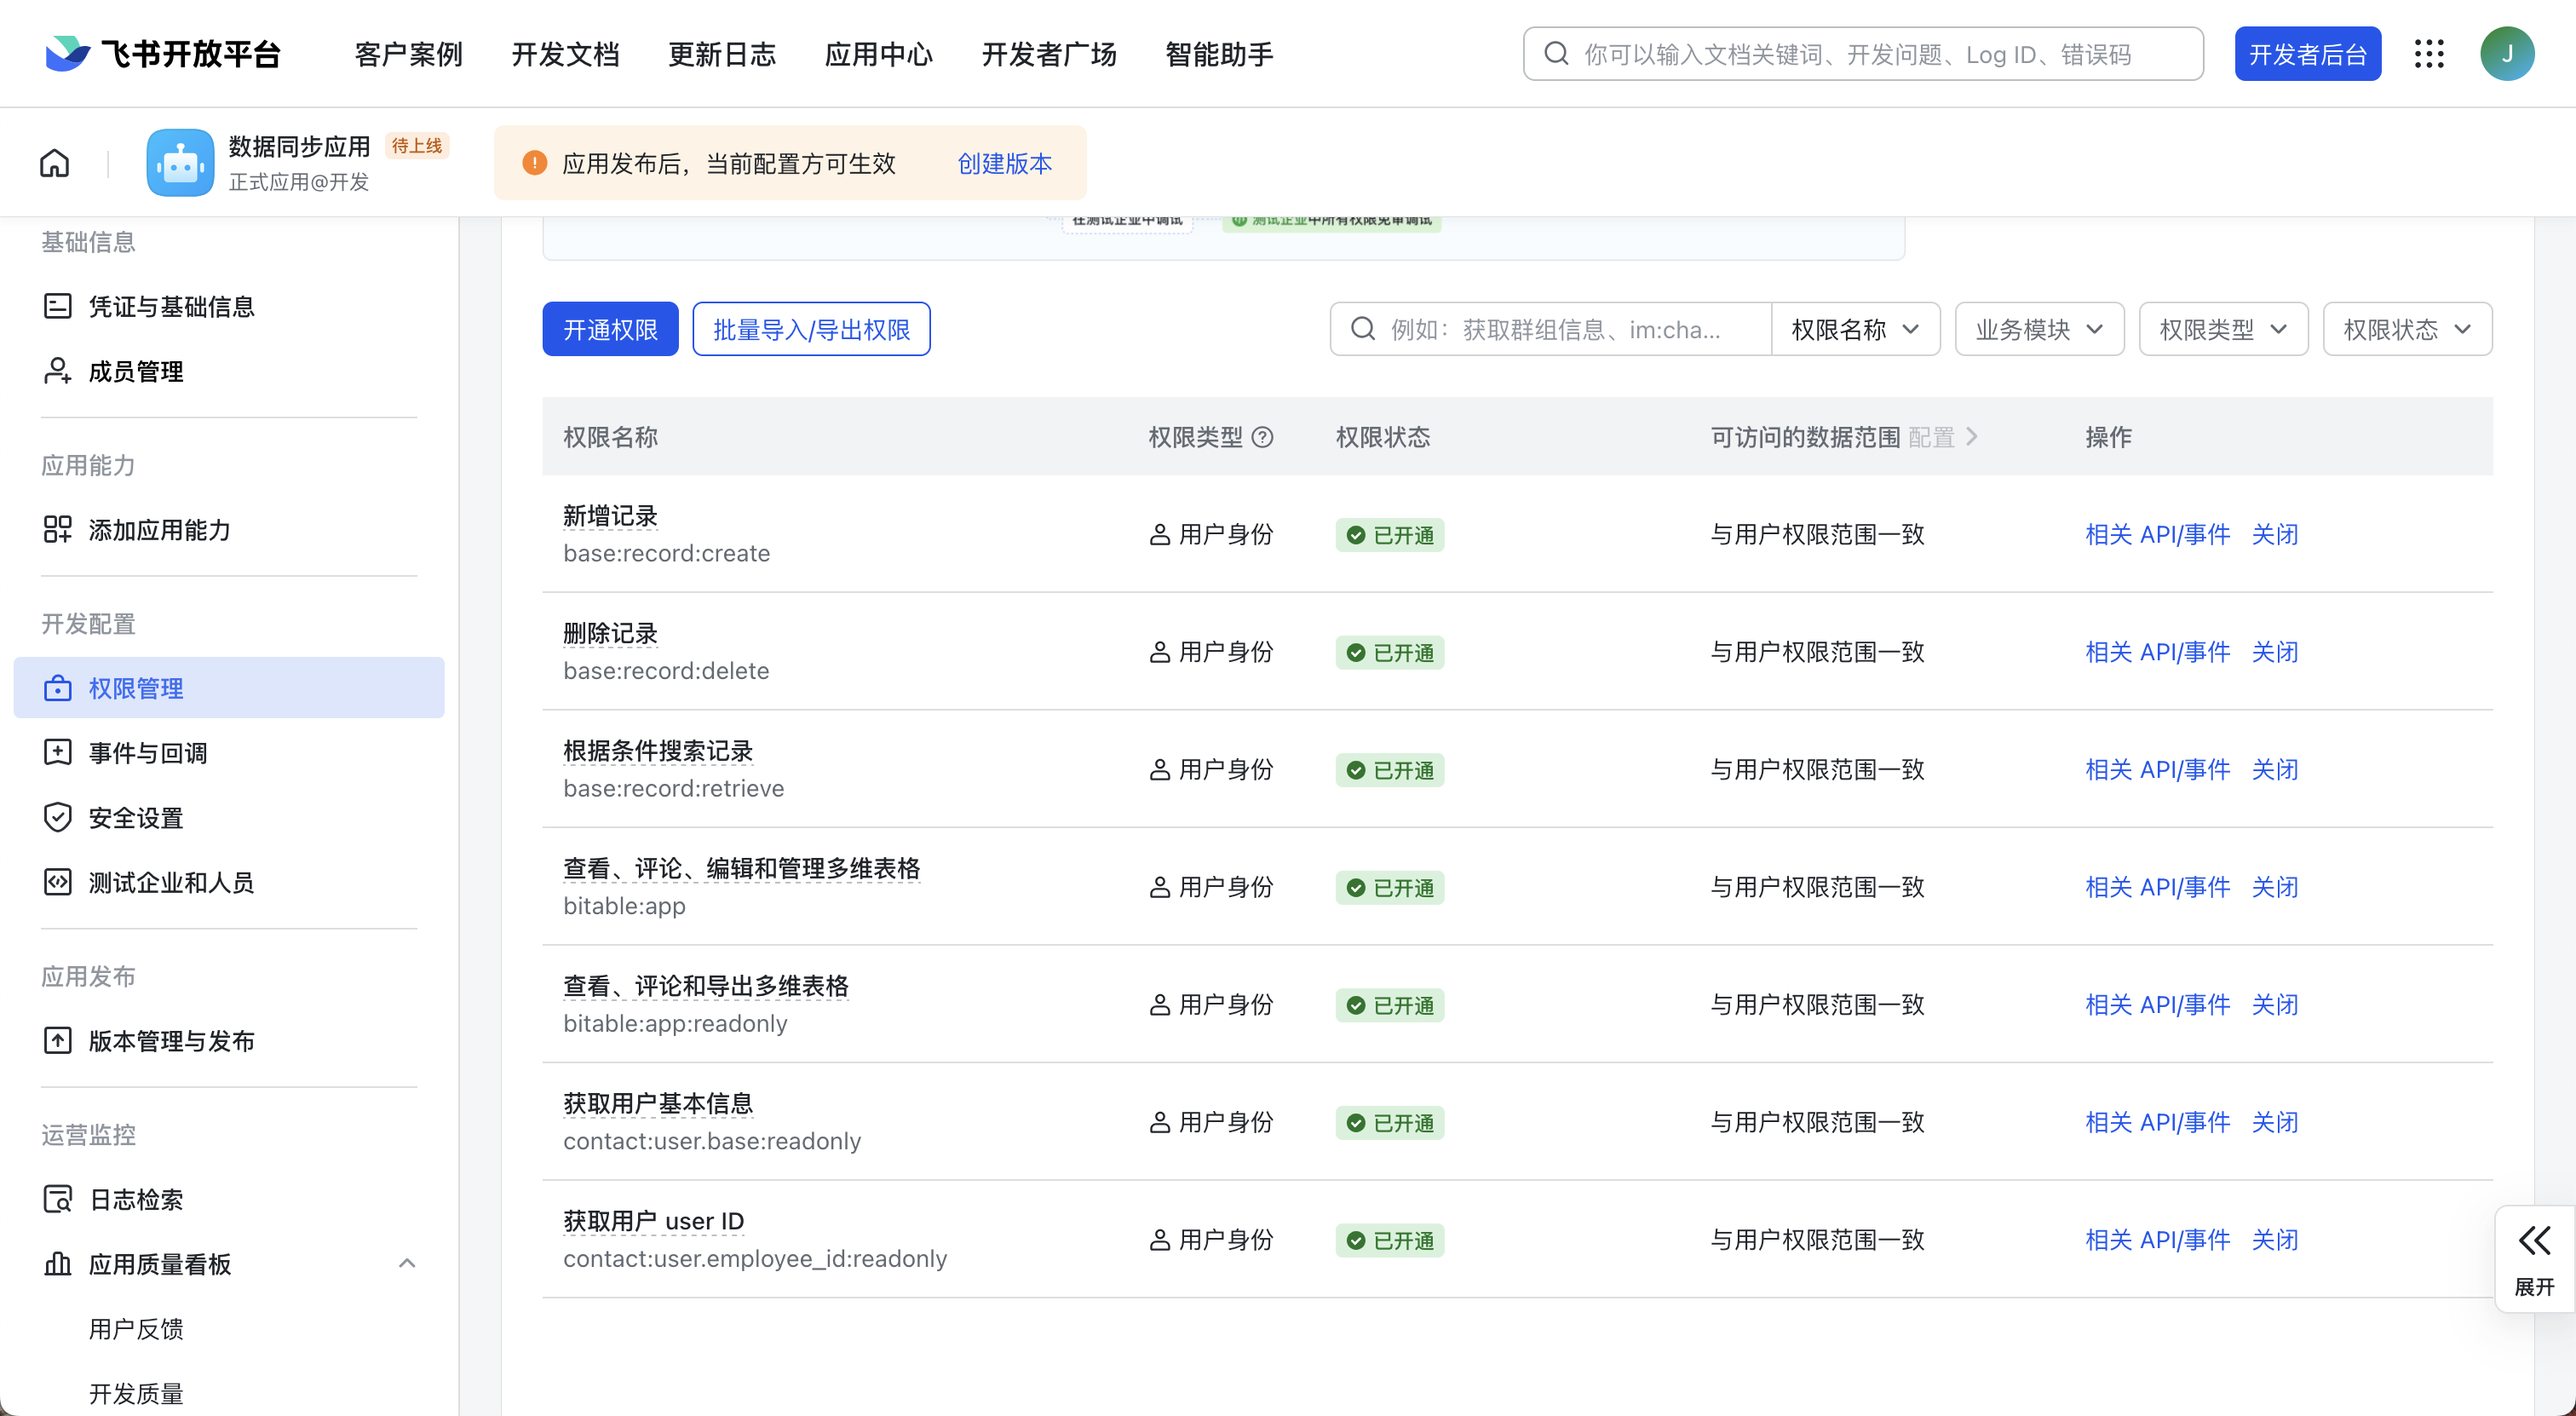 飞书开放平台
客户案例 开发文档 更新日志 应用中心 开发者广场 智能助手
你可以输入文档关键词、开发问题、Log ID、错误码
开发者后台
J
数据同步应用 待上线
正式应用@开发
应用发布后，当前配置方可生效 创建版本
基础信息
凭证与基础信息
成员管理
应用能力
添加应用能力
开发配置
权限管理
事件与回调
安全设置
测试企业和人员
应用发布
版本管理与发布
运营监控
日志检索
应用质量看板
用户反馈
开发质量
在测试企业中调试 测试企业中所有权限免审调试
开通权限 批量导入/导出权限
例如：获取群组信息、im:cha... 权限名称 业务模块 权限类型 权限状态
权限名称 权限类型 权限状态 可访问的数据范围 配置 操作
新增记录
base:record:create
用户身份 已开通 与用户权限范围一致 相关 API/事件 关闭
删除记录
base:record:delete
用户身份 已开通 与用户权限范围一致 相关 API/事件 关闭
根据条件搜索记录
base:record:retrieve
用户身份 已开通 与用户权限范围一致 相关 API/事件 关闭
查看、评论、编辑和管理多维表格
bitable:app
用户身份 已开通 与用户权限范围一致 相关 API/事件 关闭
查看、评论和导出多维表格
bitable:app:readonly
用户身份 已开通 与用户权限范围一致 相关 API/事件 关闭
获取用户基本信息
contact:user.base:readonly
用户身份 已开通 与用户权限范围一致 相关 API/事件 关闭
获取用户 user ID
contact:user.employee_id:readonly
用户身份 已开通 与用户权限范围一致 相关 API/事件 关闭
展开